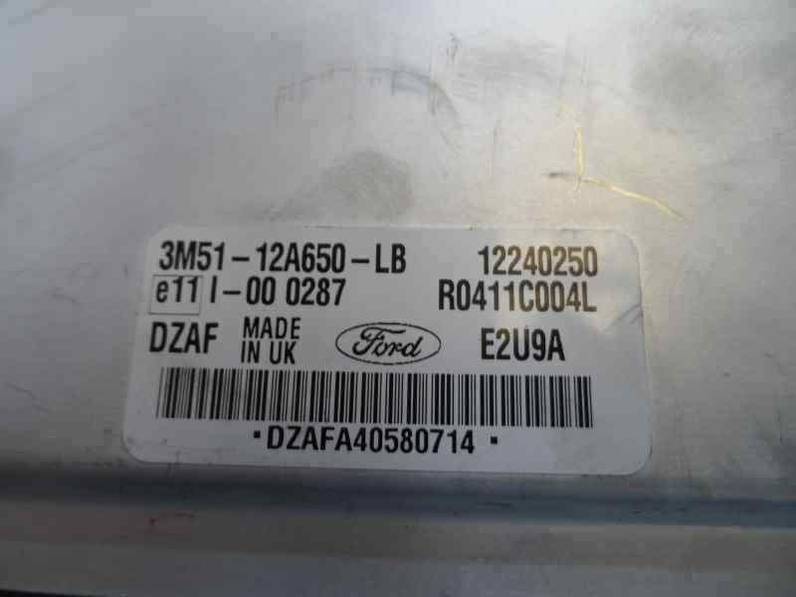 3M51-12A650-LB 12240250
e11 I-00 0287 R0411C004L
DZAF MADE IN UK Ford E2U9A
·DZAFA40580714·